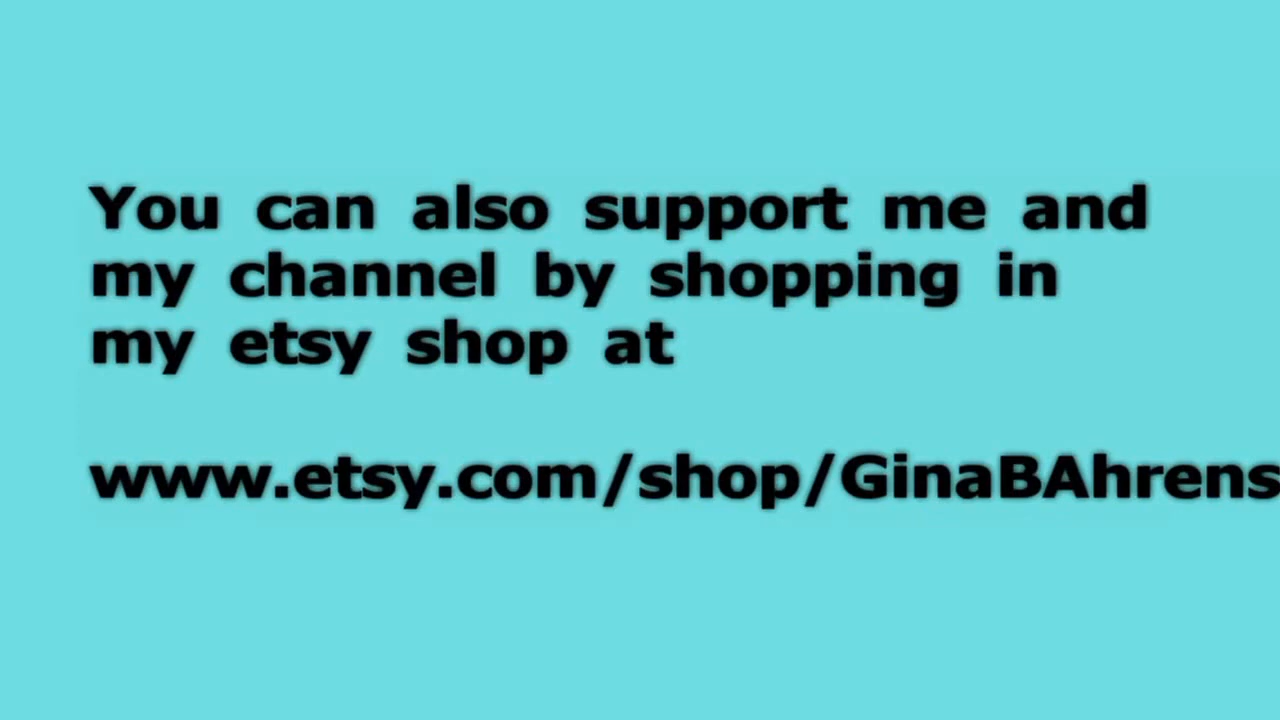 You can also support me and
my channel by shopping in
my etsy shop at
www.etsy.com/shop/GinaBAhrens